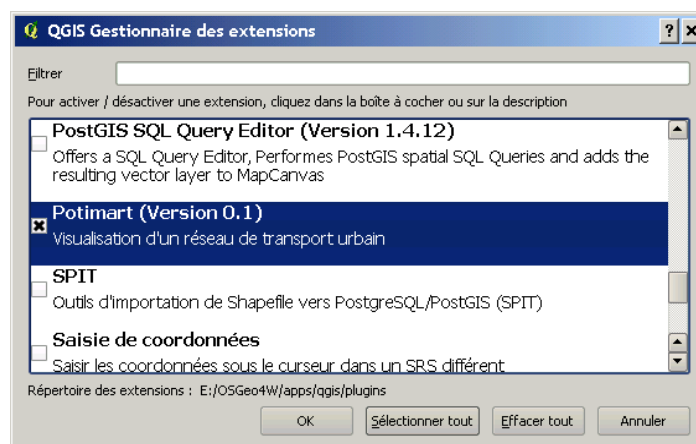 QGIS Gestionnaire des extensions
Filtrer
Pour activer / désactiver une extension, cliquez dans la boîte à cocher ou sur la description
PostGIS SQL Query Editor (Version 1.4.12)
Offers a SQL Query Editor, Performes PostGIS spatial SQL Queries and adds the
resulting vector layer to MapCanvas
Potimart (Version 0.1)
Visualisation d'un réseau de transport urbain
SPIT
Outils d'importation de Shapefile vers PostgreSQL/PostGIS (SPIT)
Saisie de coordonnées
Saisir les coordonnées sous le curseur dans un SRS différent
Répertoire des extensions : E:/OSGeo4W/apps/qgis/plugins
OK Sélectionner tout Effacer tout Annuler